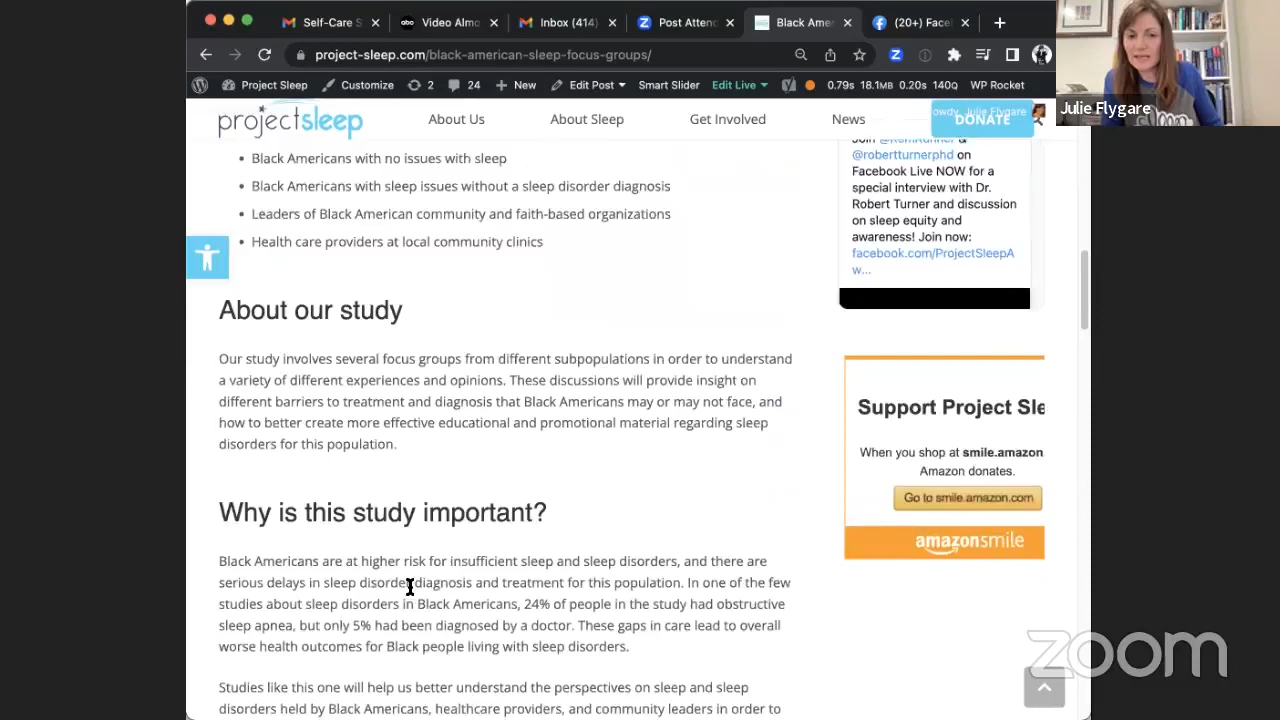 Self-Care S
Video Almo
Inbox (414)
Post Attend
Black Amer
(20+) Face
project-sleep.com/black-american-sleep-focus-groups/
Project Sleep
Customize
2
24
New
Edit Post
Smart Slider
Edit Live
0.79s 18.1MB 0.20s 140Q
WP Rocket
Julie Flygare
projectsleep
About Us
About Sleep
Get Involved
News
Howdy, Julie Flygare
DONATE
• Black Americans with no issues with sleep
• Black Americans with sleep issues without a sleep disorder diagnosis
• Leaders of Black American community and faith-based organizations
• Health care providers at local community clinics
About our study
Our study involves several focus groups from different subpopulations in order to understand
a variety of different experiences and opinions. These discussions will provide insight on
different barriers to treatment and diagnosis that Black Americans may or may not face, and
how to better create more effective educational and promotional material regarding sleep
disorders for this population.
Why is this study important?
Black Americans are at higher risk for insufficient sleep and sleep disorders, and there are
serious delays in sleep disorder diagnosis and treatment for this population. In one of the few
studies about sleep disorders in Black Americans, 24% of people in the study had obstructive
sleep apnea, but only 5% had been diagnosed by a doctor. These gaps in care lead to overall
worse health outcomes for Black people living with sleep disorders.
Studies like this one will help us better understand the perspectives on sleep and sleep
disorders held by Black Americans, healthcare providers, and community leaders in order to
Join &
@robertturnerphd on
Facebook Live NOW for a
special interview with Dr.
Robert Turner and discussion
on sleep equity and
awareness! Join now:
facebook.com/ProjectSleepA
w...
Support Project Sle
When you shop at smile.amazon
Amazon donates.
Go to smile.amazon.com
amazonsmile
zoom